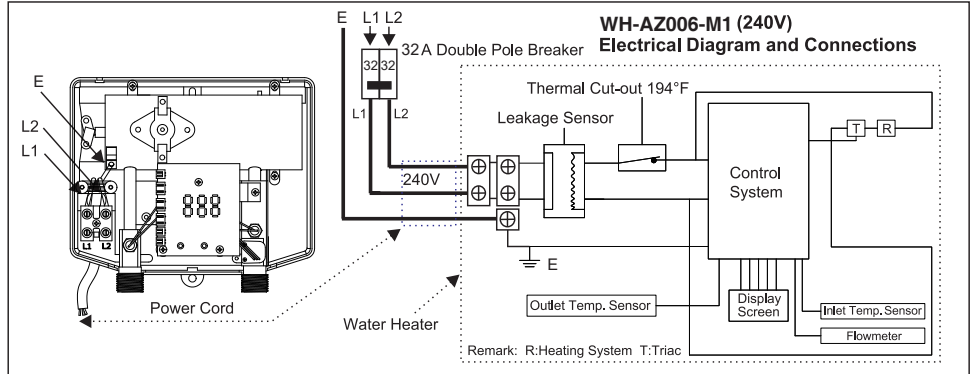 WH-AZ006-M1 (240V)
Electrical Diagram and Connections
E L1 L2
32A Double Pole Breaker
32 32
L1 L2
E
L2
L1
L1 L2
Power Cord
240V
Water Heater
Thermal Cut-out 194°F
Leakage Sensor
E
Control
System
T R
Outlet Temp. Sensor
Display
Screen
Inlet Temp. Sensor
Flowmeter
Remark: R:Heating System T:Triac